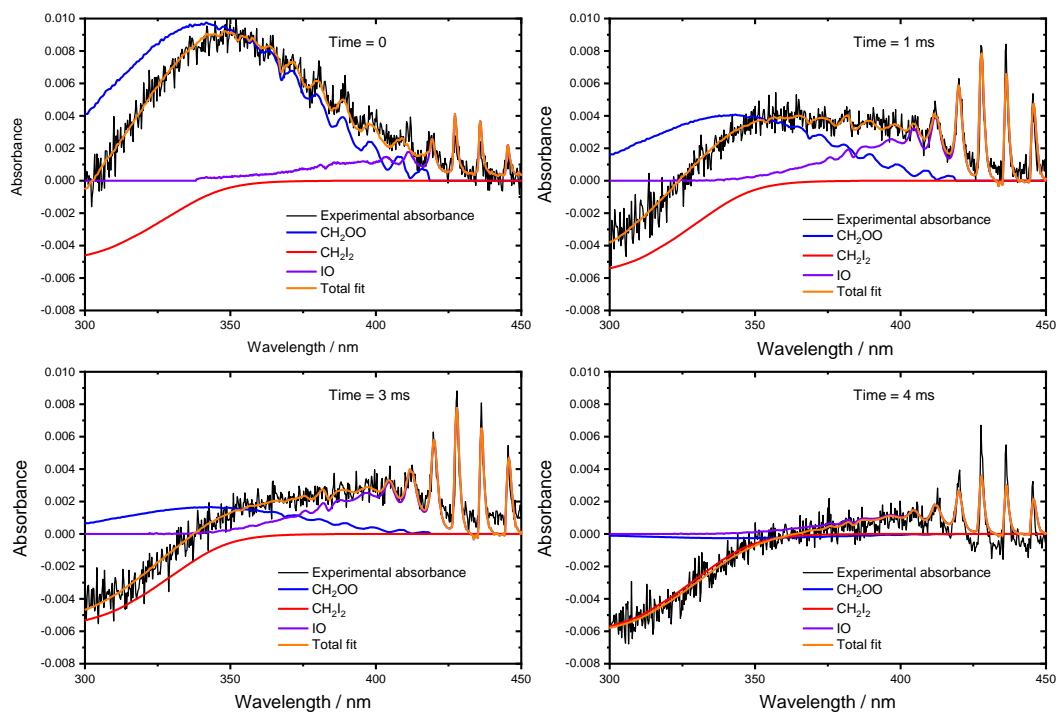 0.010
0.008
0.006
0.004
0.002
0.000
-0.002
-0.004
-0.006
-0.008
Absorbance
Time = 0
Experimental absorbance
CH₂OO
CH₂I₂
IO
Total fit
300 350 400 450
Wavelength / nm
0.010
0.008
0.006
0.004
0.002
0.000
-0.002
-0.004
-0.006
-0.008
Absorbance
Time = 1 ms
Experimental absorbance
CH₂OO
CH₂I₂
IO
Total fit
300 350 400 450
Wavelength / nm
0.010
0.008
0.006
0.004
0.002
0.000
-0.002
-0.004
-0.006
-0.008
Absorbance
Time = 3 ms
Experimental absorbance
CH₂OO
CH₂I₂
IO
Total fit
300 350 400 450
Wavelength / nm
0.010
0.008
0.006
0.004
0.002
0.000
-0.002
-0.004
-0.006
-0.008
Absorbance
Time = 4 ms
Experimental absorbance
CH₂OO
CH₂I₂
IO
Total fit
300 350 400 450
Wavelength / nm